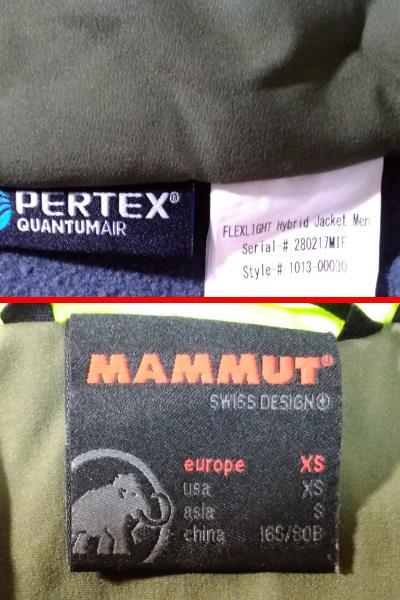 PERTEX®
QUANTUMAIR
FLEXLIGHT Hybrid Jacket Men
Serial-# 280217MIF
Style-# 1013-00030
MAMMUT®
SWISS DESIGN
europe XS
usa XS
asia S
china 165/80B